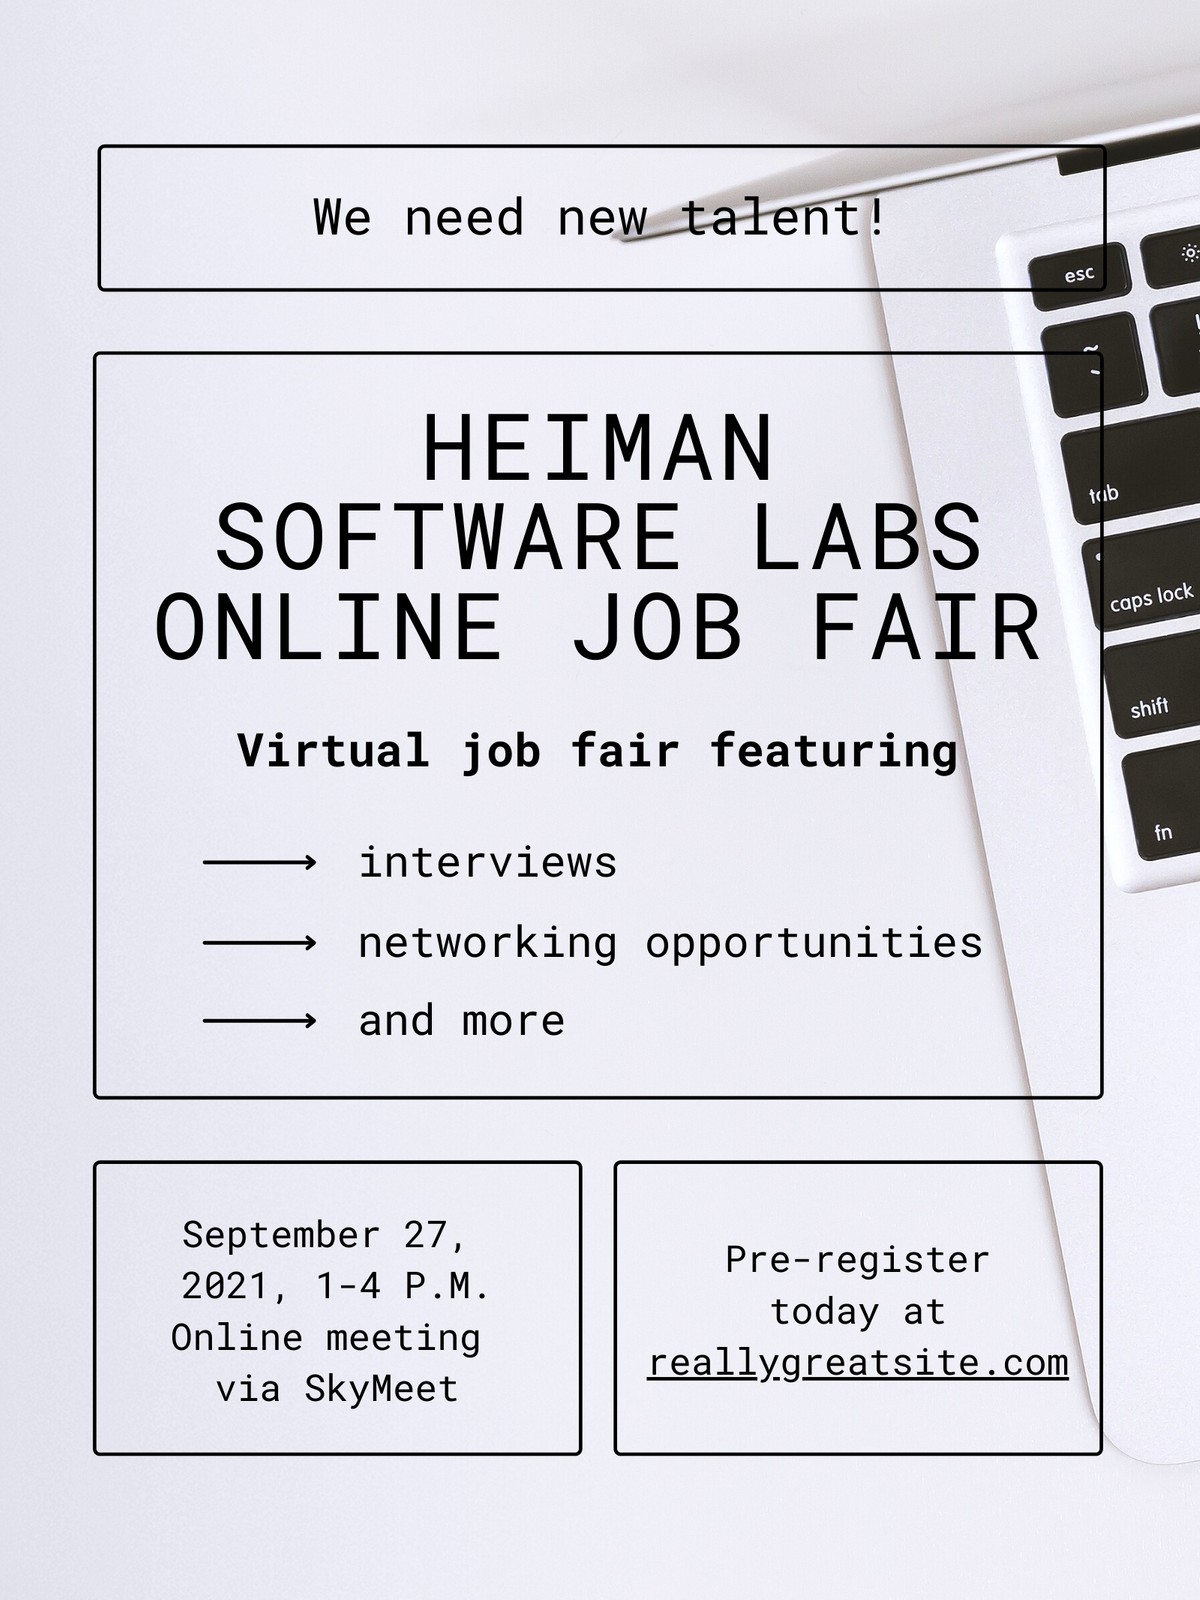 We need new talent!
HEIMAN
SOFTWARE LABS
ONLINE JOB FAIR
Virtual job fair featuring
interviews
networking opportunities
and more
September 27,
2021, 1-4 P.M.
Online meeting
via SkyMeet
Pre-register
today at
reallygreatsite.com
esc
~
tab
caps lock
shift
fn